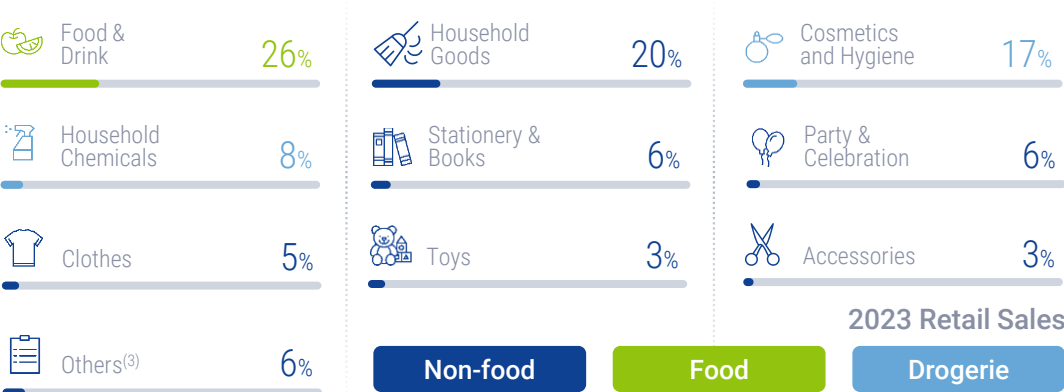 Food &
Drink
26%
Household
Goods
20%
Cosmetics
and Hygiene
17%
Household
Chemicals
8%
Stationery &
Books
6%
Party &
Celebration
6%
Clothes
5%
Toys
3%
Accessories
3%
2023 Retail Sales
Others(3)
6%
Non-food
Food
Drogerie